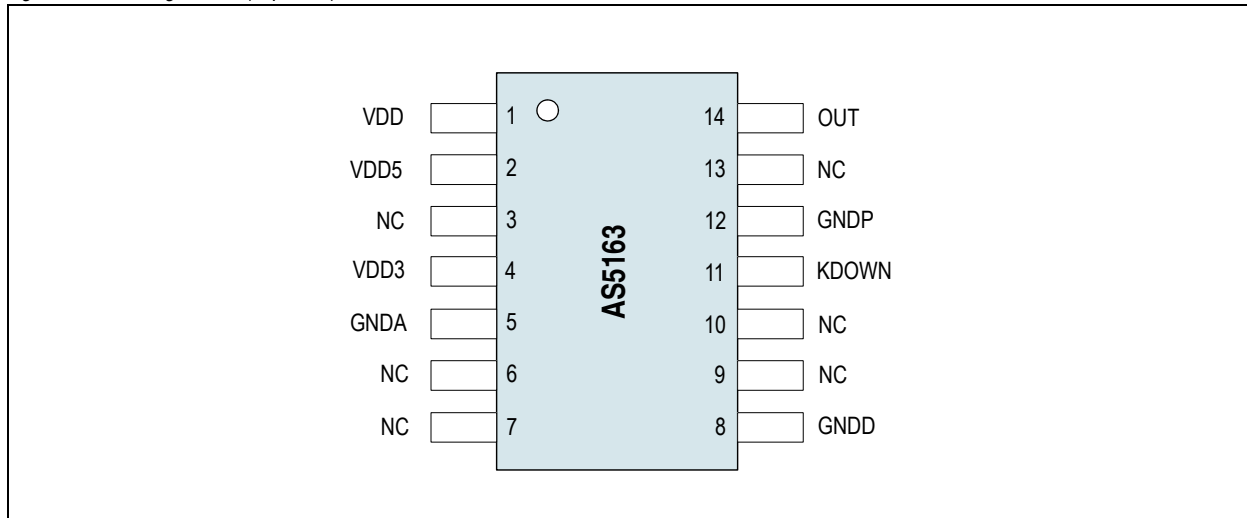 VDD 1 14 OUT
VDD5 2 13 NC
NC 3 12 GNDP
VDD3 4 11 KDOWN
GNDA 5 10 NC
NC 6 9 NC
NC 7 8 GNDD
AS5163